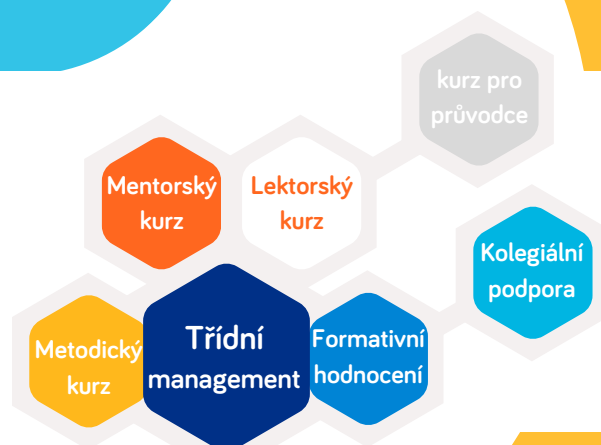 kurz pro
průvodce
Mentorský
kurz
Lektorský
kurz
Kolegiální
podpora
Metodický
kurz
Třídní
management
Formativní
hodnocení